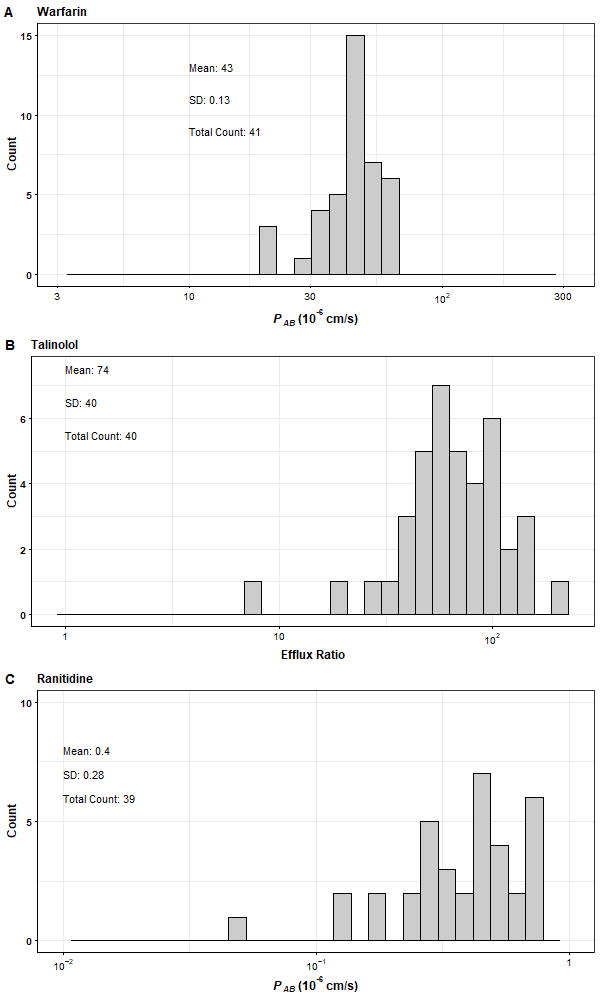 A Warfarin
15
10
5
0
Count
Mean: 43
SD: 0.13
Total Count: 41
3 10 30 10² 300
P AB (10⁻⁶ cm/s)
B Talinolol
6
4
2
0
Count
Mean: 74
SD: 40
Total Count: 40
1 10 10²
Efflux Ratio
C Ranitidine
10
5
0
Count
Mean: 0.4
SD: 0.28
Total Count: 39
10⁻² 10⁻¹ 1
P AB (10⁻⁶ cm/s)